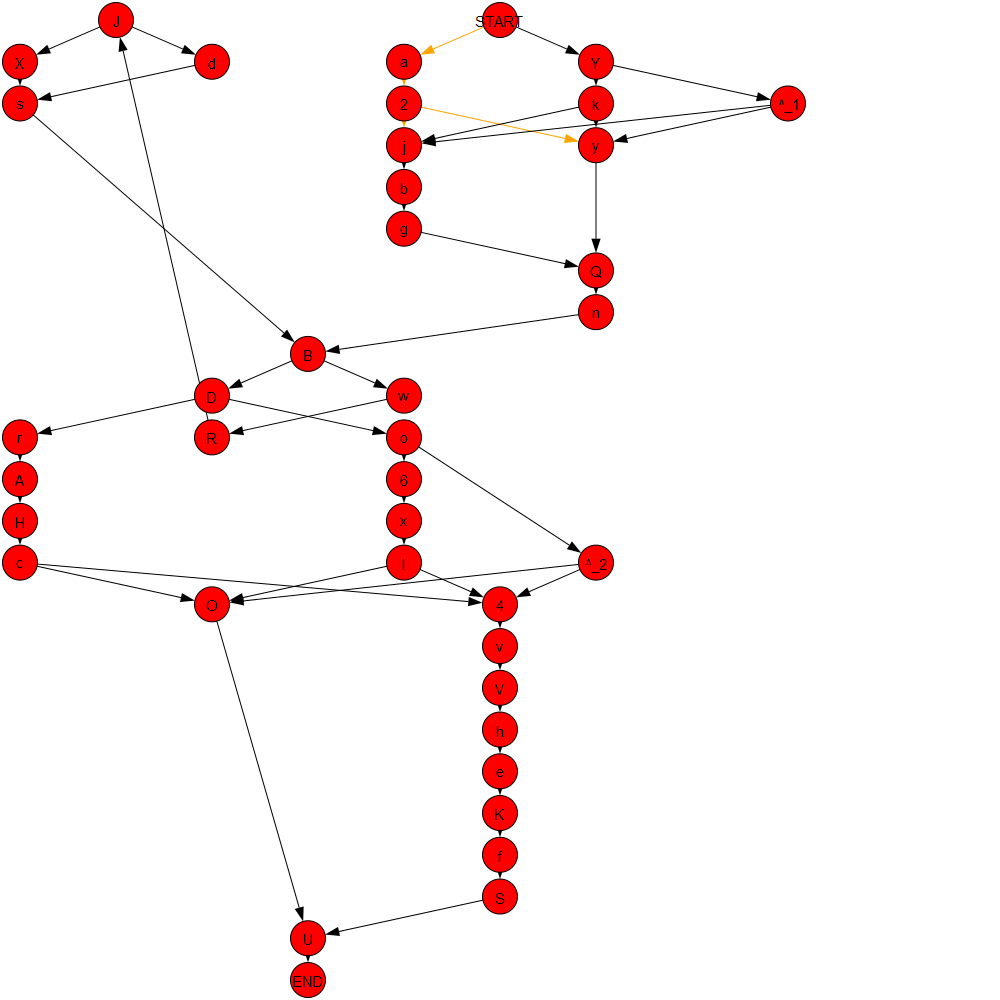 J START
X d a Y
s 2 k ^_1
j y
b
g
Q
n
B
D w
r R o
A 6
H x
c l ^_2
O 4
v
V
h
e
K
f
S
U
END